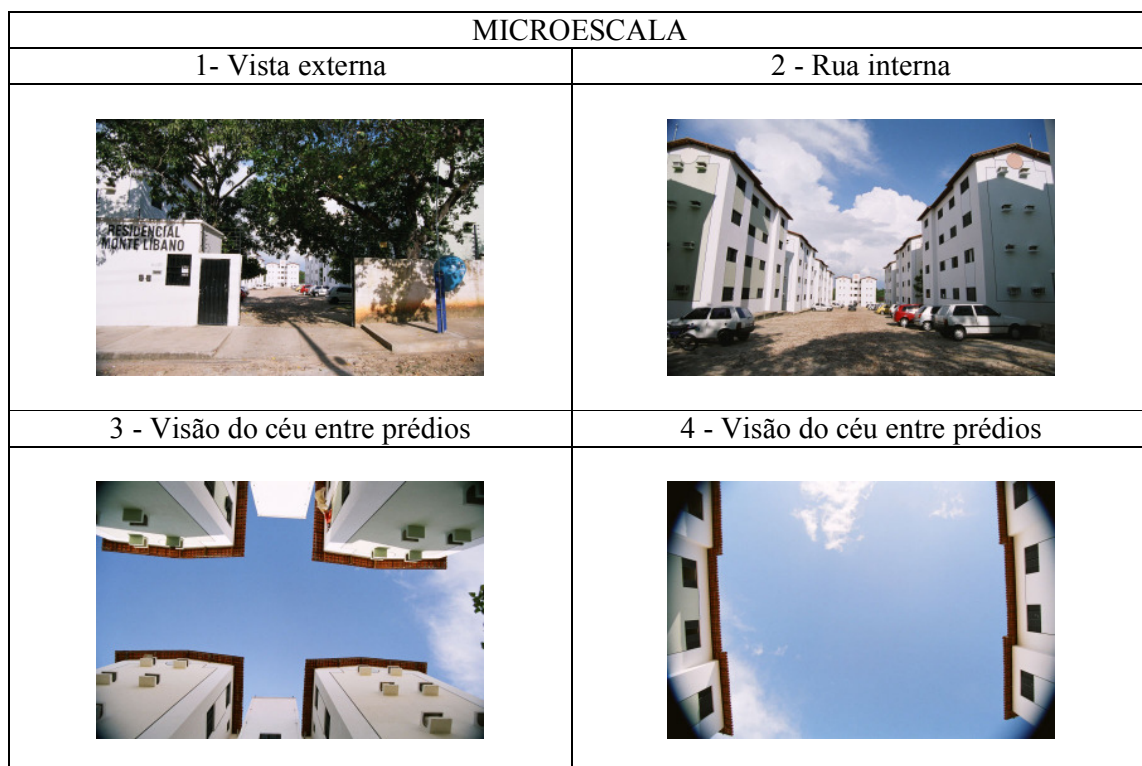 MICROESCALA
1- Vista externa
2 - Rua interna
RESIDENCIAL
MONTE LIBANO
3 - Visão do céu entre prédios
4 - Visão do céu entre prédios